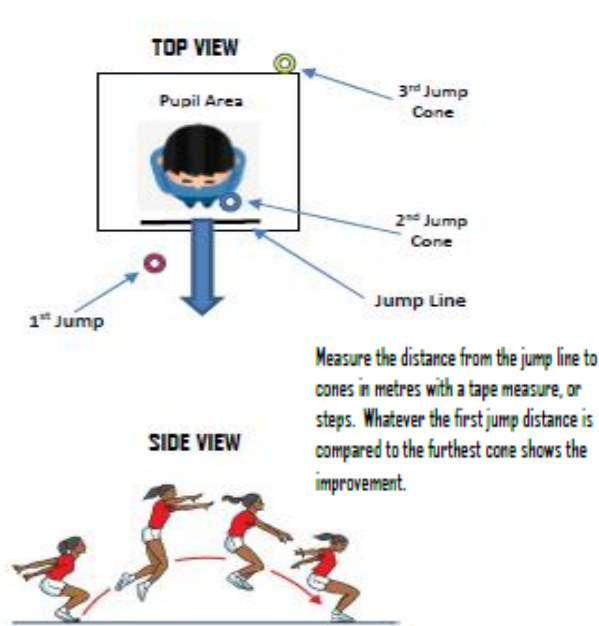 TOP VIEW
Pupil Area
3rd Jump
Cone
2nd Jump
Cone
Jump Line
1st Jump
Measure the distance from the jump line to
cones in metres with a tape measure, or
steps. Whatever the first jump distance is
compared to the furthest cone shows the
improvement.
SIDE VIEW